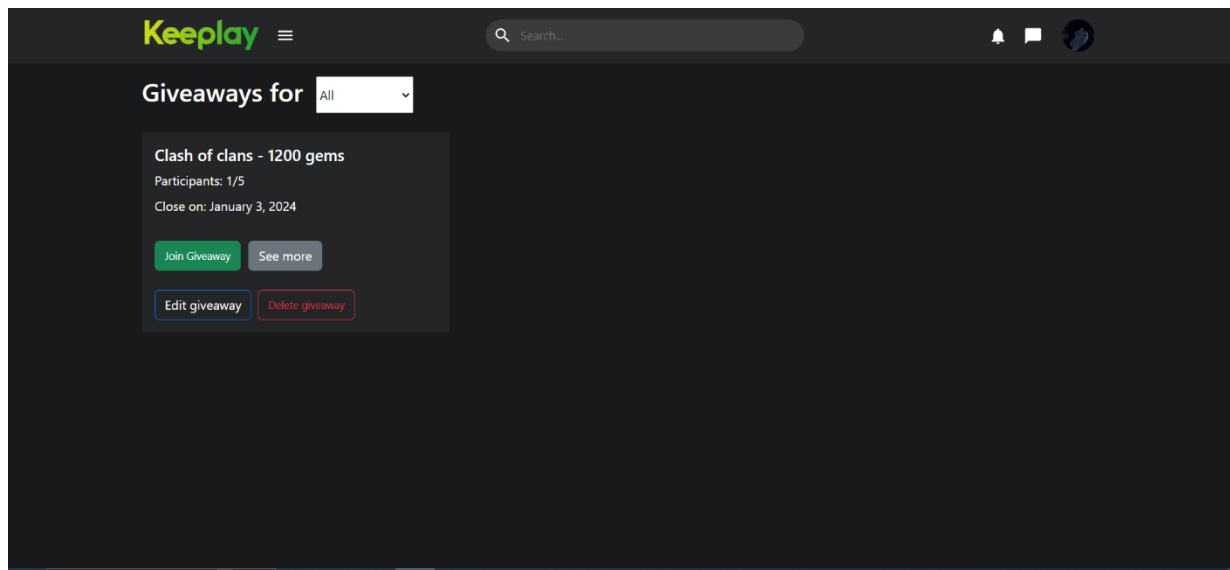 Keeplay
Search...
Giveaways for All
Clash of clans - 1200 gems
Participants: 1/5
Close on: January 3, 2024
Join Giveaway See more
Edit giveaway Delete giveaway